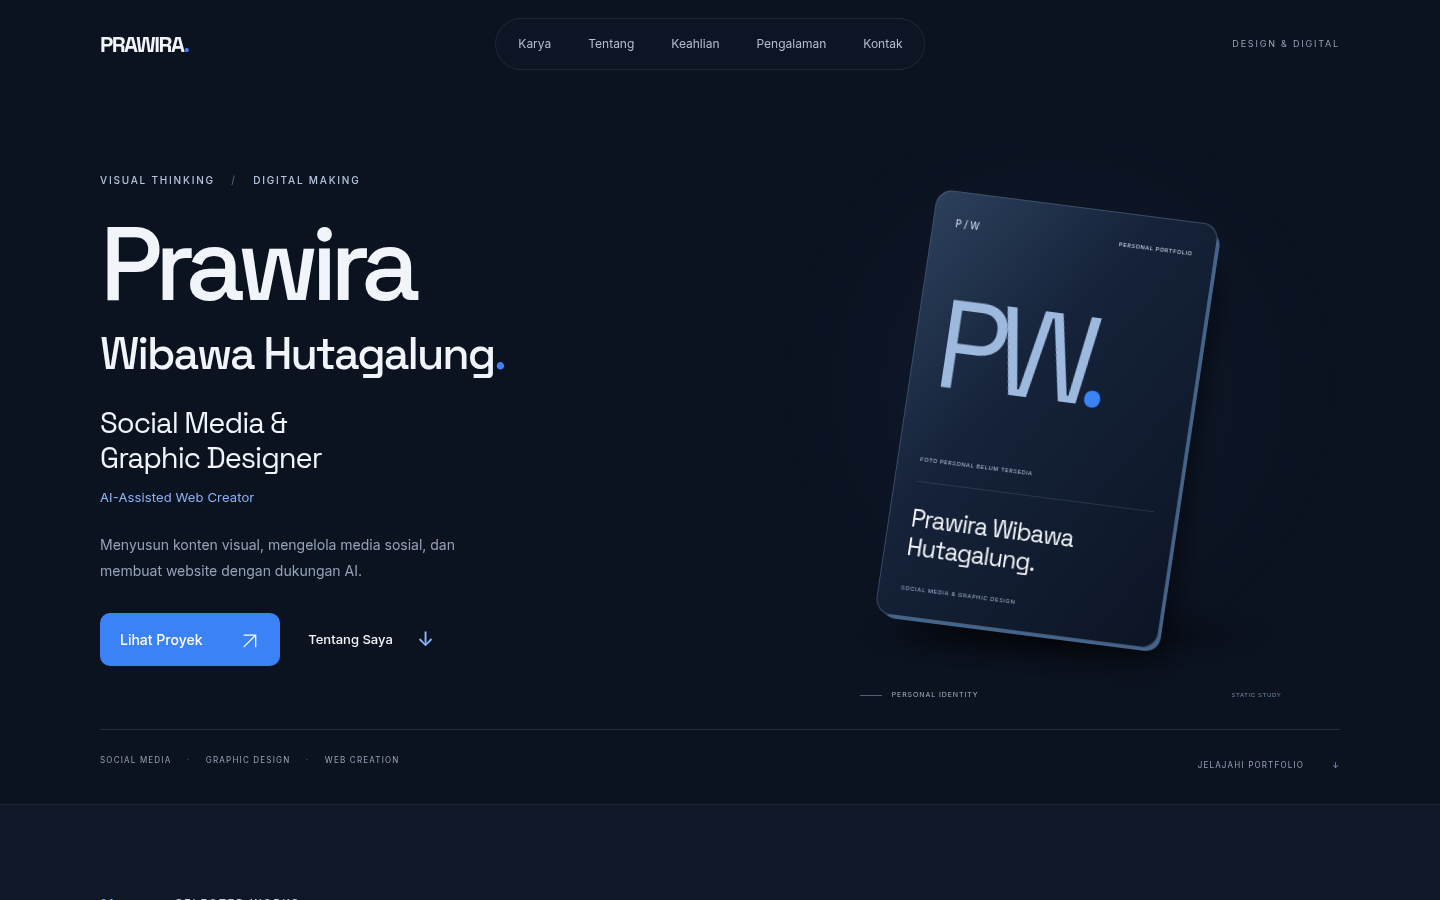 PRAWIRA.
Karya Tentang Keahlian Pengalaman Kontak
DESIGN & DIGITAL
VISUAL THINKING / DIGITAL MAKING
Prawira
Wibawa Hutagalung.
Social Media &
Graphic Designer
AI-Assisted Web Creator
Menyusun konten visual, mengelola media sosial, dan
membuat website dengan dukungan AI.
Lihat Proyek
Tentang Saya
P/W
PERSONAL PORTFOLIO
PW.
FOTO PERSONAL BELUM TERSEDIA
Prawira Wibawa
Hutagalung.
SOCIAL MEDIA & GRAPHIC DESIGN
PERSONAL IDENTITY
STATIC STUDY
SOCIAL MEDIA · GRAPHIC DESIGN · WEB CREATION
JELAJAHI PORTFOLIO
SELECTED WORKS